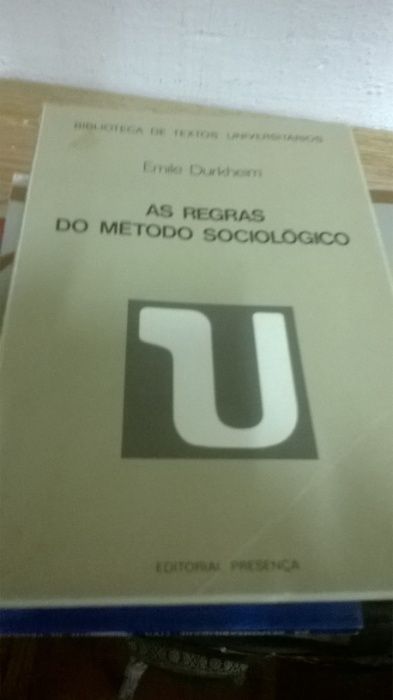 BIBLIOTECA DE TEXTOS UNIVERSITÁRIOS
Emile Durkheim
AS REGRAS
DO MÉTODO SOCIOLÓGICO
U
EDITORIAL PRESENÇA